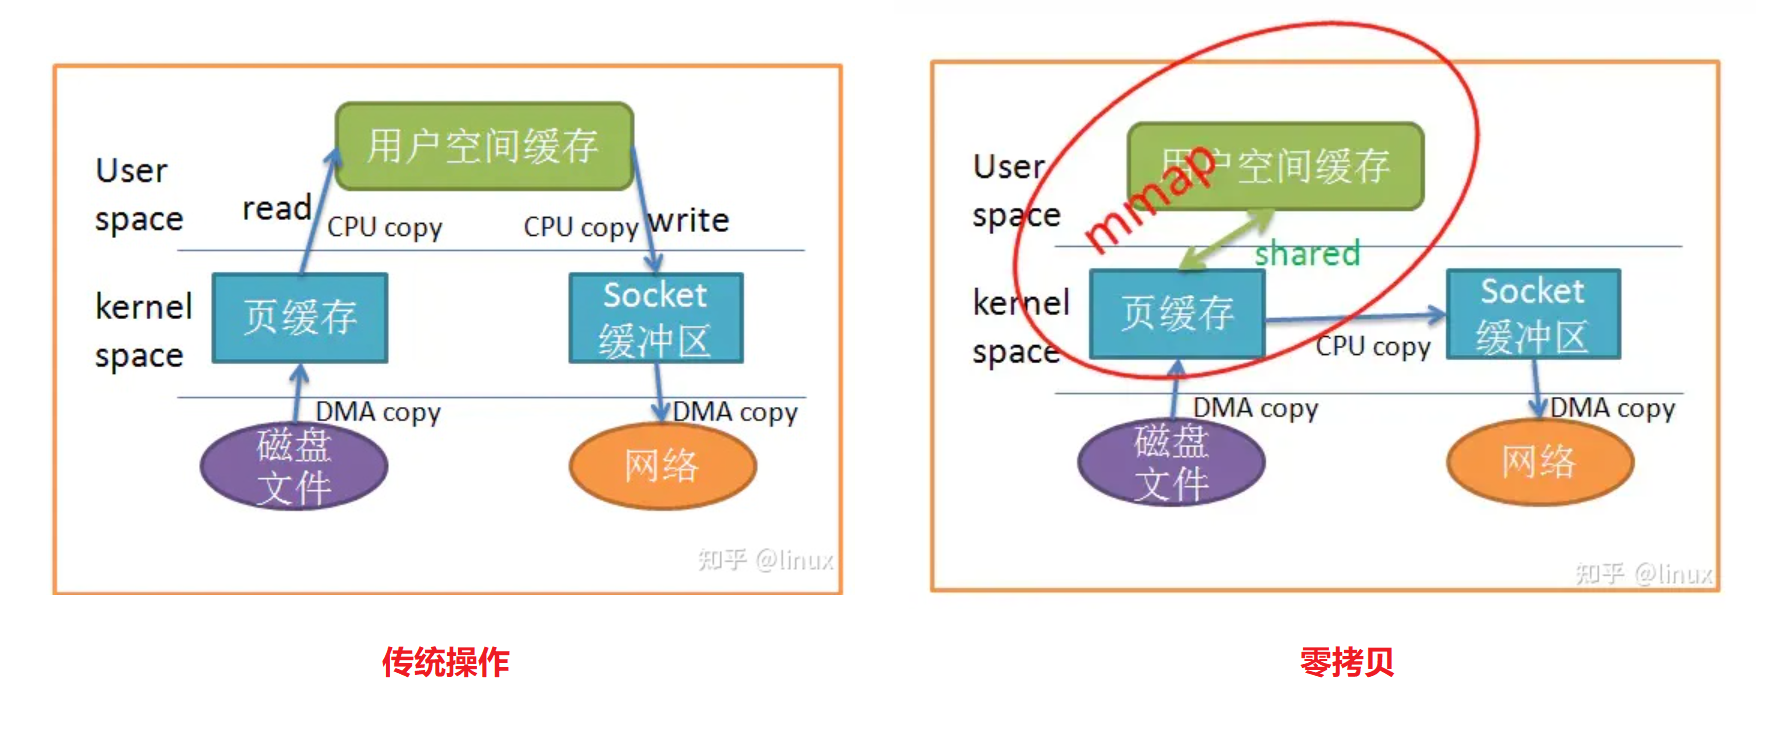 用户空间缓存
User
space
read
CPU copy
CPU copy
write
kernel
space
页缓存
Socket
缓冲区
DMA copy
DMA copy
磁盘
文件
网络
知乎 @linux
传统操作
用户空间缓存
User
space
mmap
shared
kernel
space
页缓存
Socket
缓冲区
CPU copy
DMA copy
DMA copy
磁盘
文件
网络
知乎 @linux
零拷贝